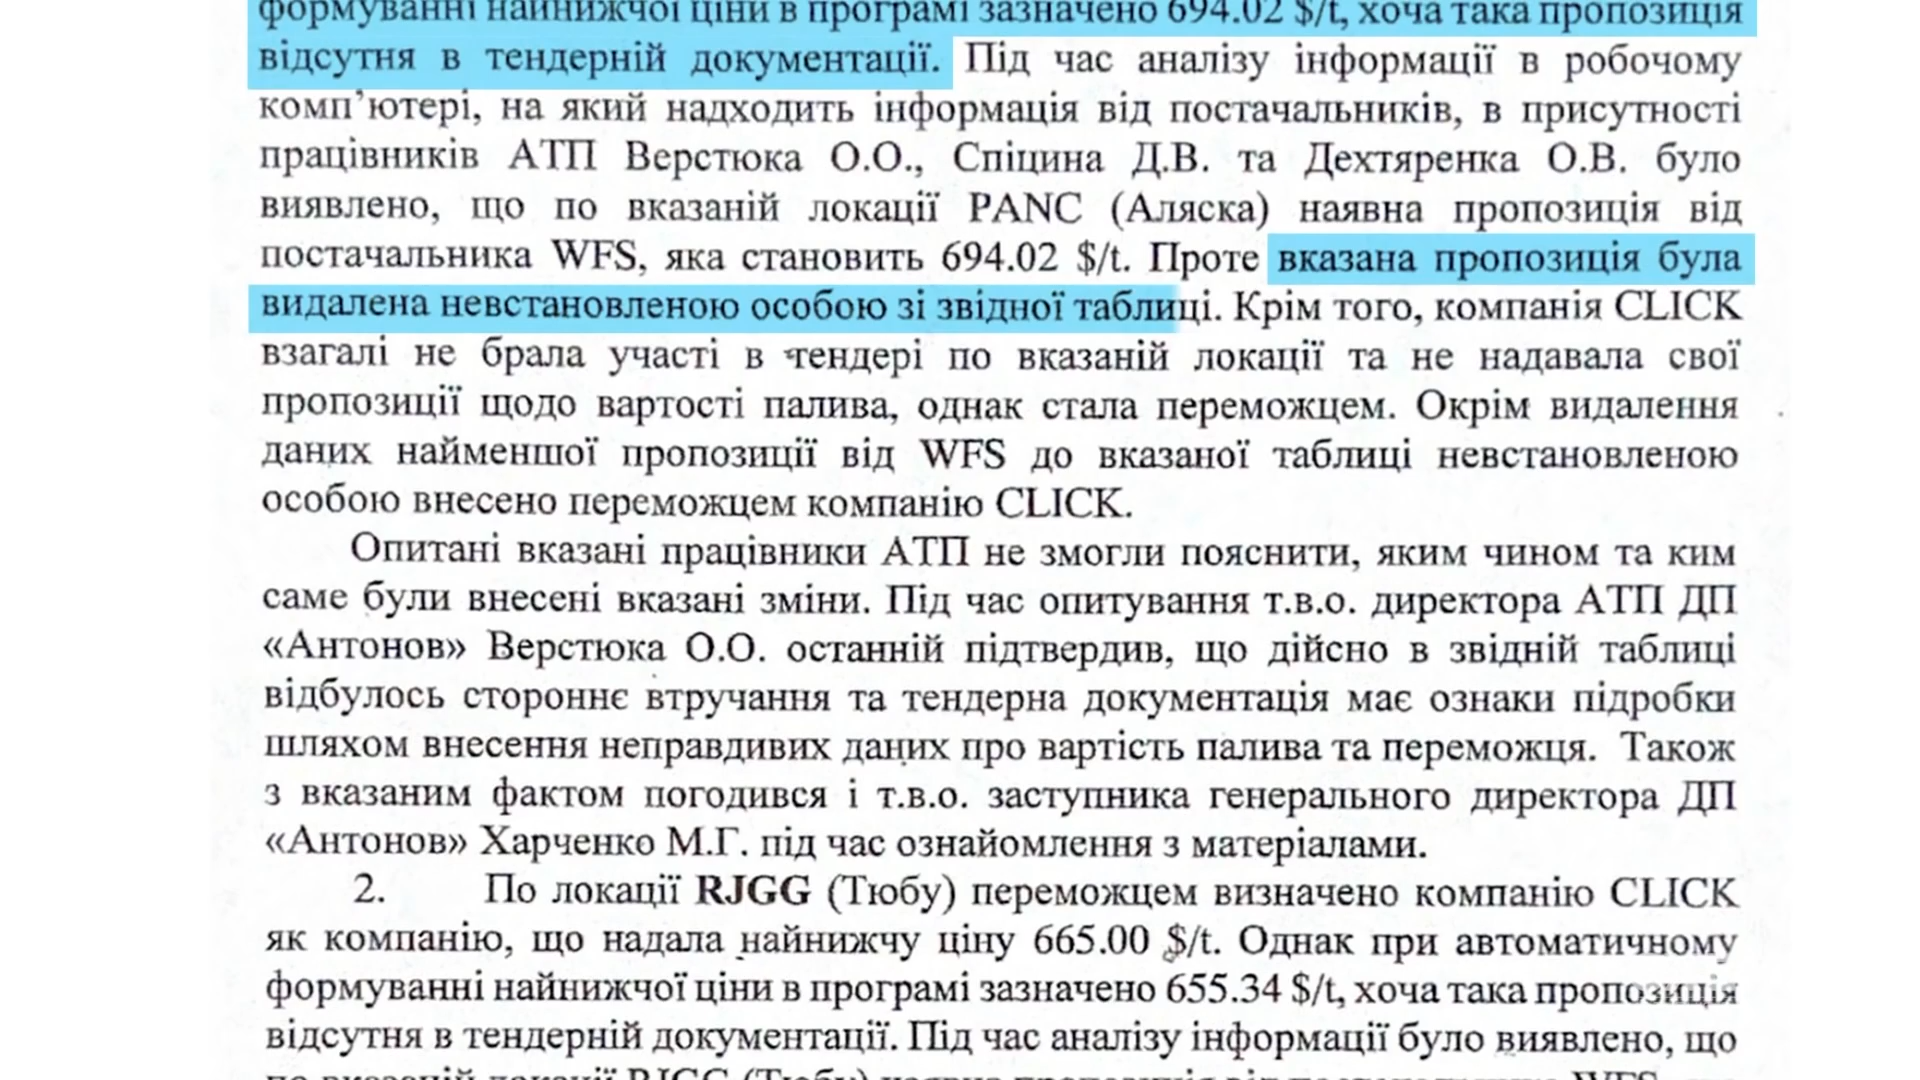 формуванні найнижчої ціни в програмі зазначено 694.02 $/t, хоча така пропозиція
відсутня в тендерній документації. Під час аналізу інформації в робочому
комп’ютері, на який надходить інформація від постачальників, в присутності
працівників АТП Верстюка О.О., Спіцина Д.В. та Дехтяренка О.В. було
виявлено, що по вказаній локації PANC (Аляска) наявна пропозиція від
постачальника WFS, яка становить 694.02 $/t. Проте вказана пропозиція була
видалена невстановленою особою зі звідної таблиці. Крім того, компанія CLICK
взагалі не брала участі в тендері по вказаній локації та не надавала свої
пропозиції щодо вартості палива, однак стала переможцем. Окрім видалення
даних найменшої пропозиції від WFS до вказаної таблиці невстановленою
особою внесено переможцем компанію CLICK.
Опитані вказані працівники АТП не змогли пояснити, яким чином та ким
саме були внесені вказані зміни. Під час опитування т.в.о. директора АТП ДП
«Антонов» Верстюка О.О. останній підтвердив, що дійсно в звідній таблиці
відбулось стороннє втручання та тендерна документація має ознаки підробки
шляхом внесення неправдивих даних про вартість палива та переможця. Також
з вказаним фактом погодився і т.в.о. заступника генерального директора ДП
«Антонов» Харченко М.Г. під час ознайомлення з матеріалами.
2. По локації RJGG (Тюбу) переможцем визначено компанію CLICK
як компанію, що надала найнижчу ціну 665.00 $/t. Однак при автоматичному
формуванні найнижчої ціни в програмі зазначено 655.34 $/t, хоча така пропозиція
відсутня в тендерній документації. Під час аналізу інформації було виявлено, що
по вказаній локації RJGG (Тюбу) наявна пропозиція від постачальника WFS